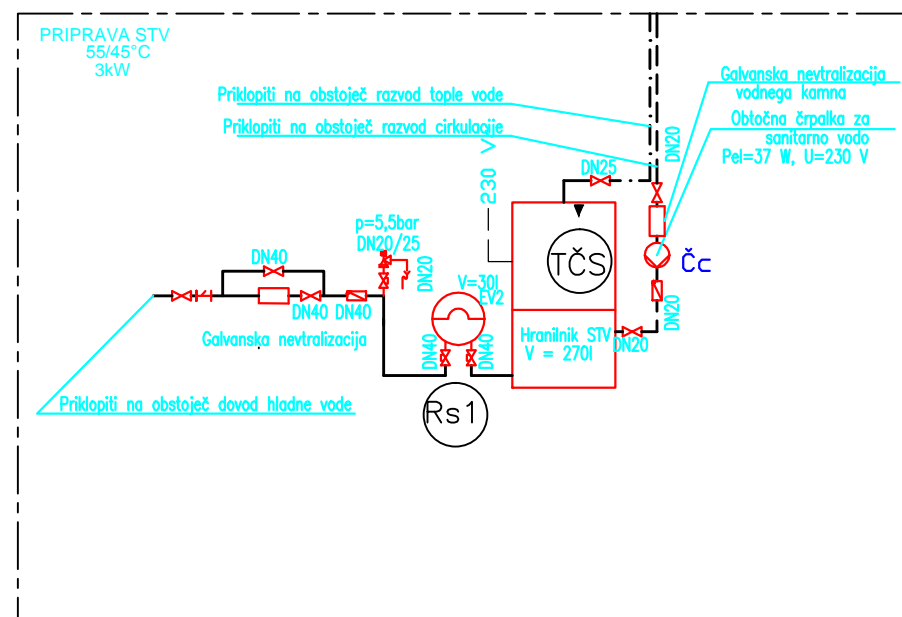 PRIPRAVA STV
55/45°C
3kW
Galvanska nevtralizacija
vodnega kamna
Priklopiti na obstoječ razvod tople vode
Obtočna črpalka za
sanitarno vodo
Pel=37 W, U=230 V
Priklopiti na obstoječ razvod cirkulacije
DN20
230 V
DN25
p=5,5bar
DN20/25
DN40
DN20
TČS
Čc
V=30l
EV2
DN40
DN40
DN20
Galvanska nevtralizacija
DN40
DN40
Hranilnik STV
V = 270l
DN20
Priklopiti na obstoječ dovod hladne vode
Rs1